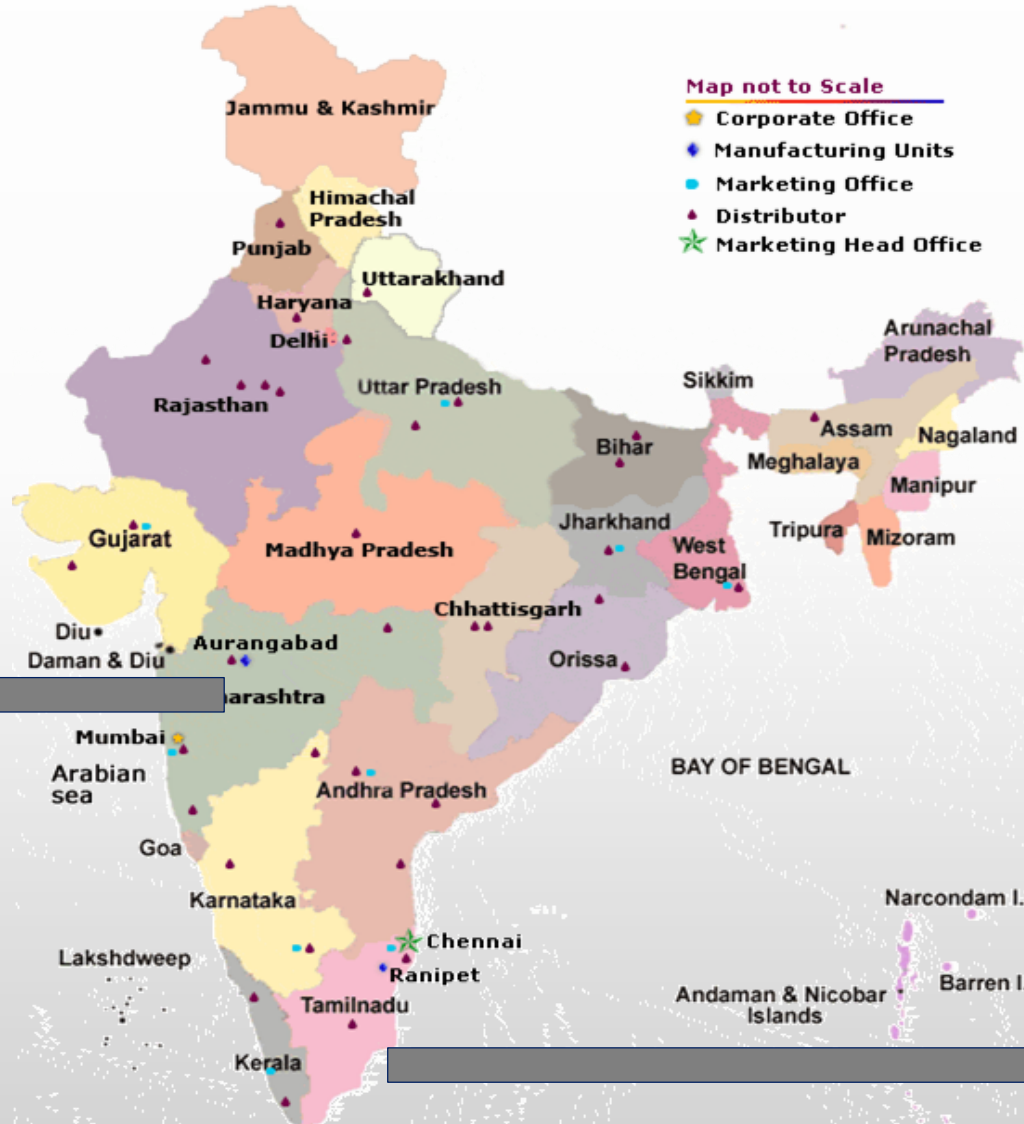 Jammu & Kashmir
Map not to Scale
Corporate Office
Manufacturing Units
Marketing Office
Distributor
Marketing Head Office
Himachal
Pradesh
Punjab
Uttarakhand
Haryana
Delhi
Arunachal
Pradesh
Sikkim
Uttar Pradesh
Rajasthan
Assam
Nagaland
Bihar
Meghalaya
Manipur
Jharkhand
Tripura
Mizoram
Gujarat
Madhya Pradesh
West
Bengal
Chhattisgarh
Diu
Aurangabad
Daman & Diu
Orissa
arashtra
Mumbai
Arabian
sea
BAY OF BENGAL
Andhra Pradesh
Goa
Karnataka
Narcondam I.
Chennai
Lakshdweep
Ranipet
Barren I.
Andaman & Nicobar
Islands
Tamilnadu
Kerala